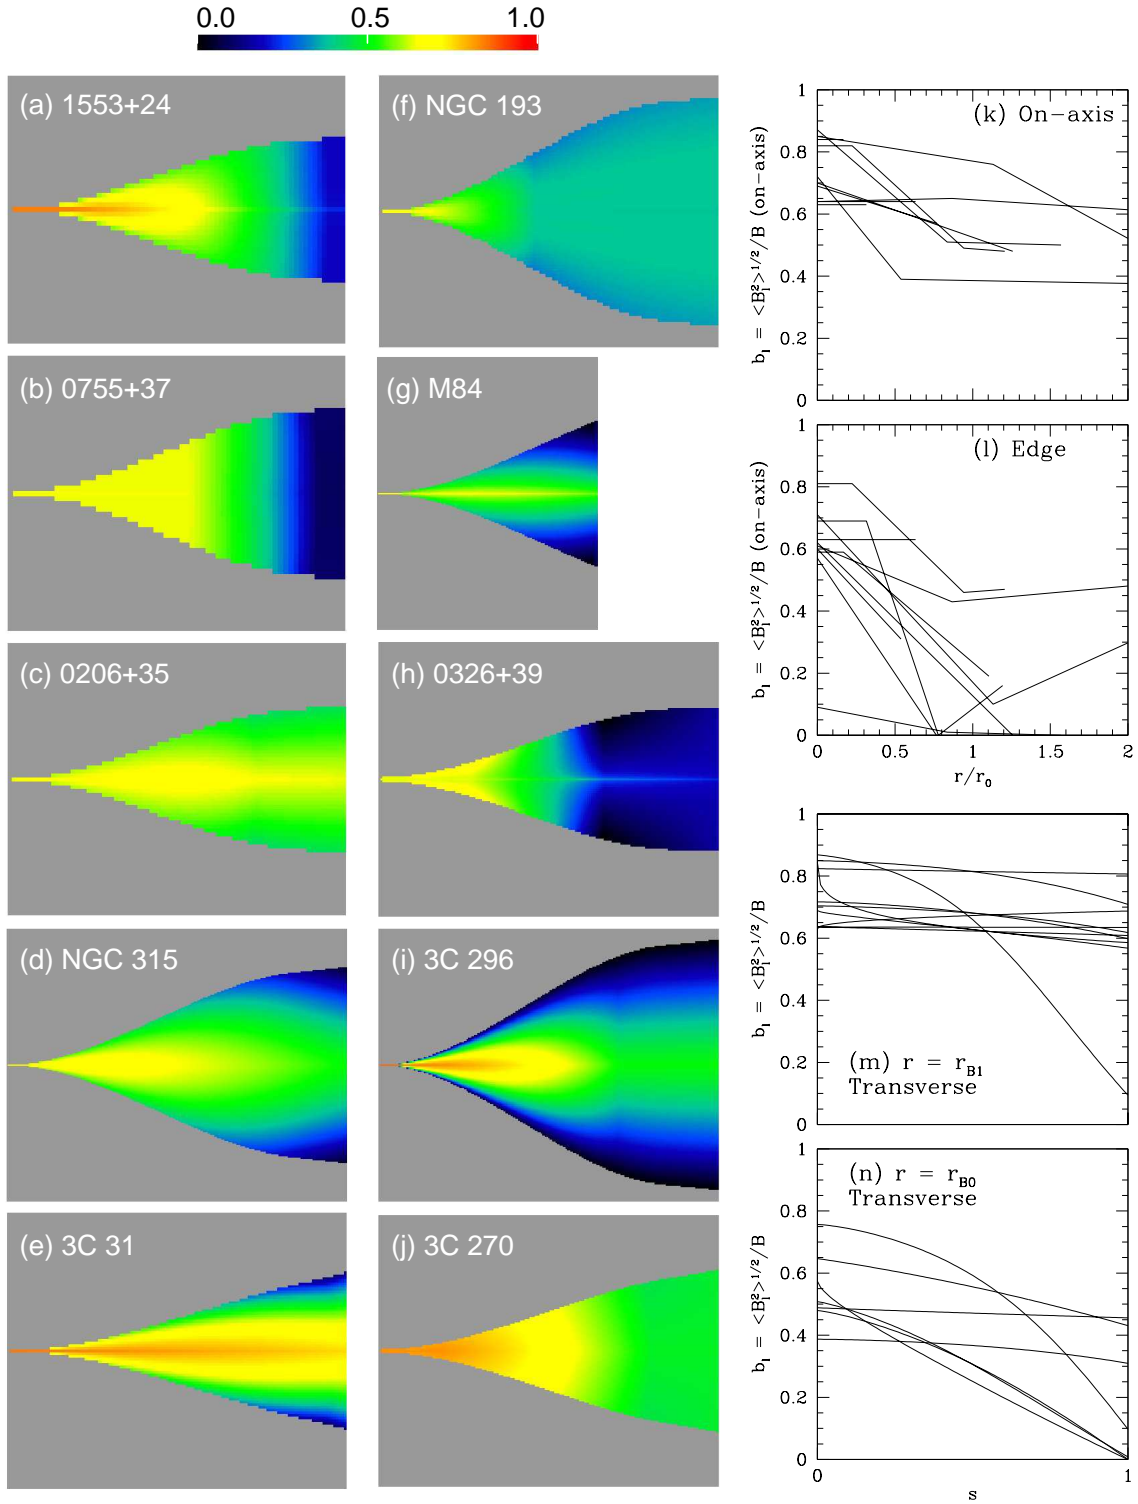 0.0 0.5 1.0
(a) 1553+24
(b) 0755+37
(c) 0206+35
(d) NGC 315
(e) 3C 31
(f) NGC 193
(g) M84
(h) 0326+39
(i) 3C 296
(j) 3C 270
(k) On-axis
b_l = <B_l^2>^1/2/B (on-axis)
1
0.8
0.6
0.4
0.2
0
(l) Edge
b_l = <B_l^2>^1/2/B (on-axis)
1
0.8
0.6
0.4
0.2
0
0 0.5 1 1.5 2
r/r_0
(m) r = r_B1
Transverse
b_l = <B_l^2>^1/2/B
1
0.8
0.6
0.4
0.2
0
(n) r = r_B0
Transverse
b_l = <B_l^2>^1/2/B
1
0.8
0.6
0.4
0.2
0
0 1
s